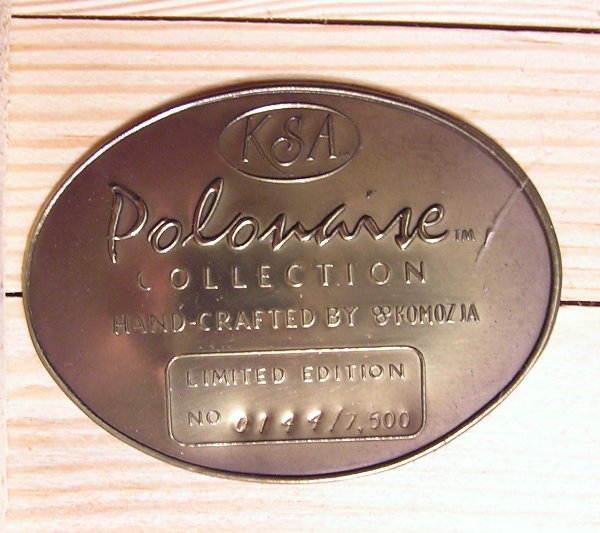 KSA
Polonaise™
COLLECTION
HAND-CRAFTED BY KOMOZJA
LIMITED EDITION
NO 0144/7,500